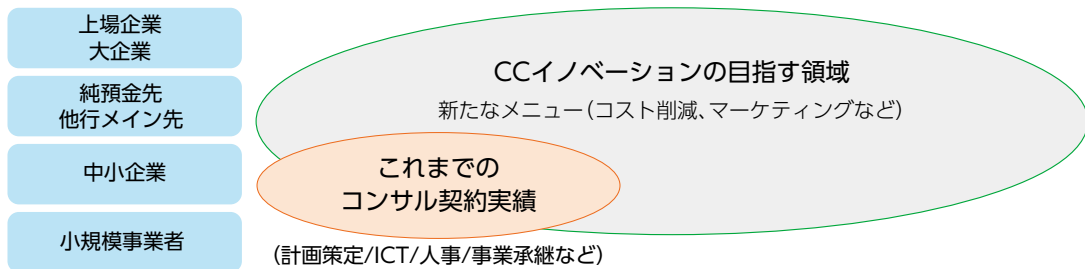 上場企業
大企業
純預金先
他行メイン先
中小企業
小規模事業者
CCイノベーションの目指す領域
新たなメニュー(コスト削減、マーケティングなど)
これまでの
コンサル契約実績
(計画策定/ICT/人事/事業承継など)